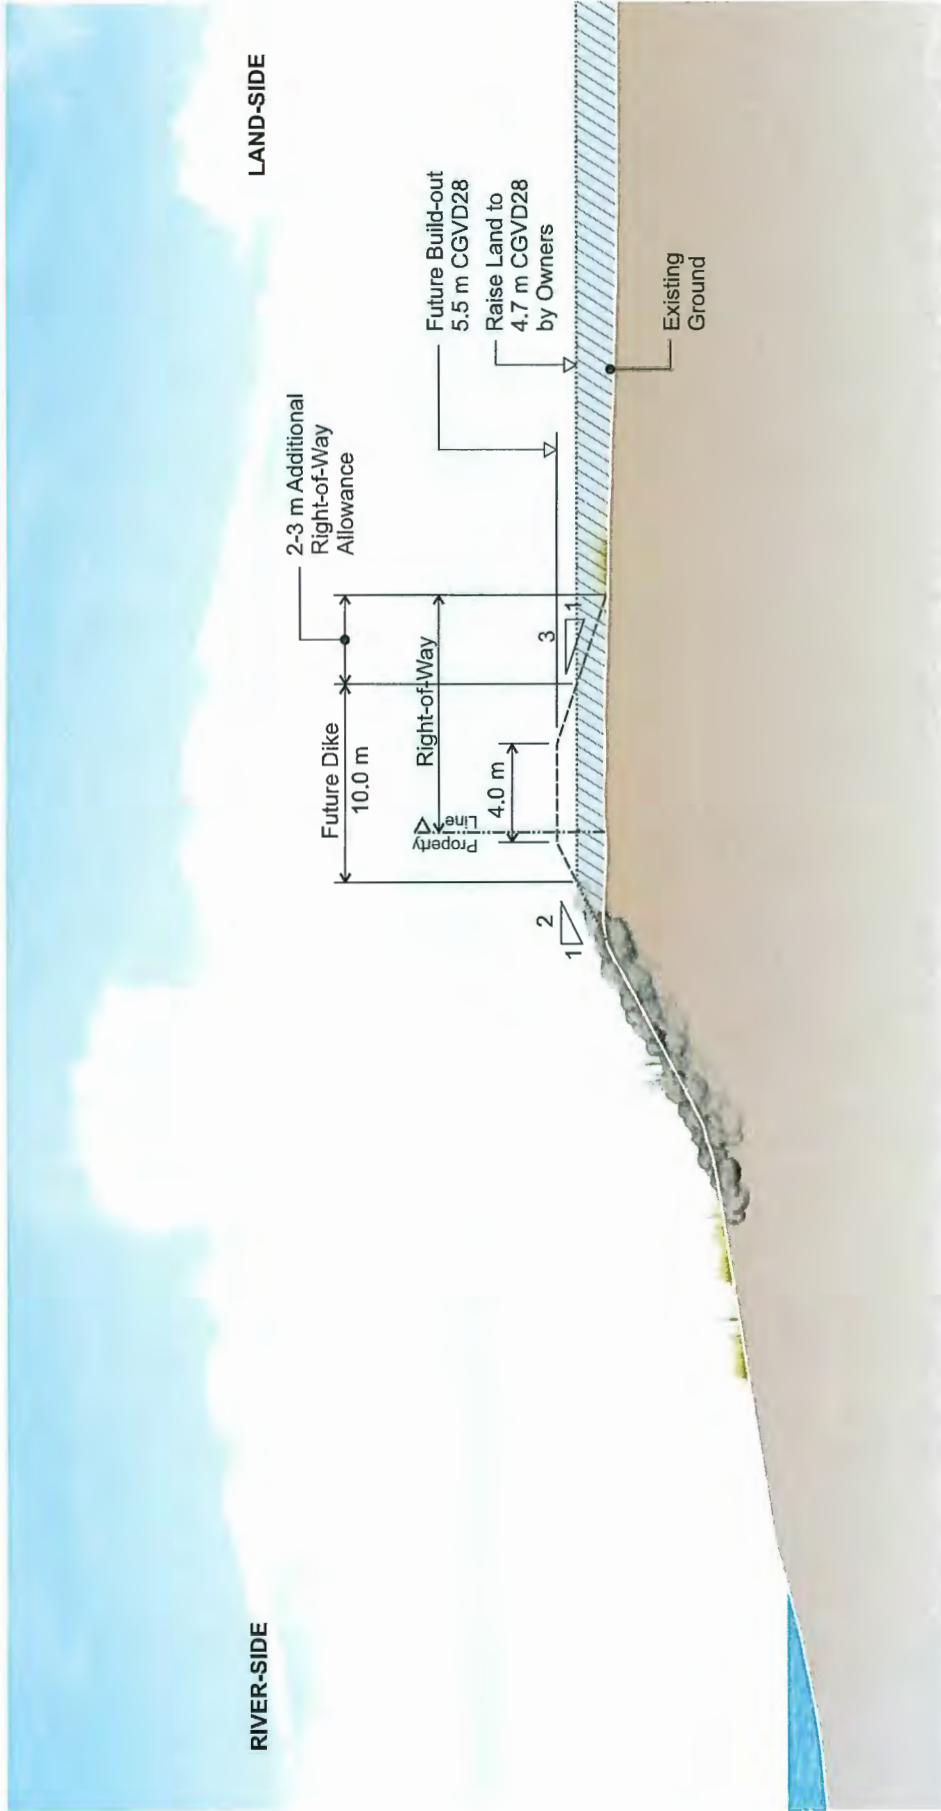 RIVER-SIDE
LAND-SIDE
2-3 m Additional
Right-of-Way
Allowance
Future Dike
10.0 m
Right-of-Way
Property
Line
4.0 m
Future Build-out
5.5 m CGVD28
Raise Land to
4.7 m CGVD28
by Owners
2
1
3
1
Existing
Ground